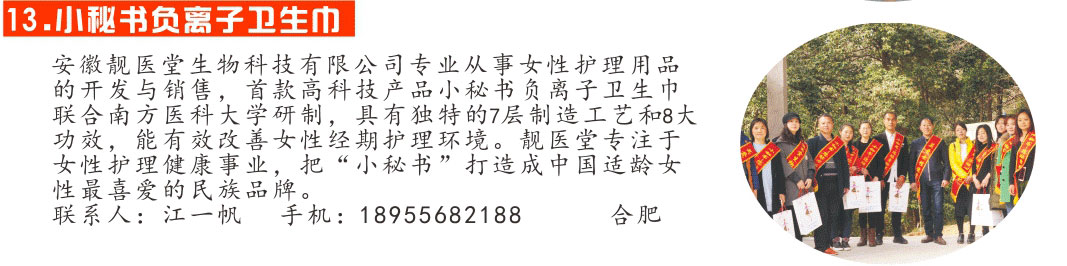 13.小秘书负离子卫生巾
安徽靓医堂生物科技有限公司专业从事女性护理用品
的开发与销售，首款高科技产品小秘书负离子卫生巾
联合南方医科大学研制，具有独特的7层制造工艺和8大
功效，能有效改善女性经期护理环境。靓医堂专注于
女性护理健康事业，把“小秘书”打造成中国适龄女
性最喜爱的民族品牌。
联系人：江一帆 手机：18955682188 合肥